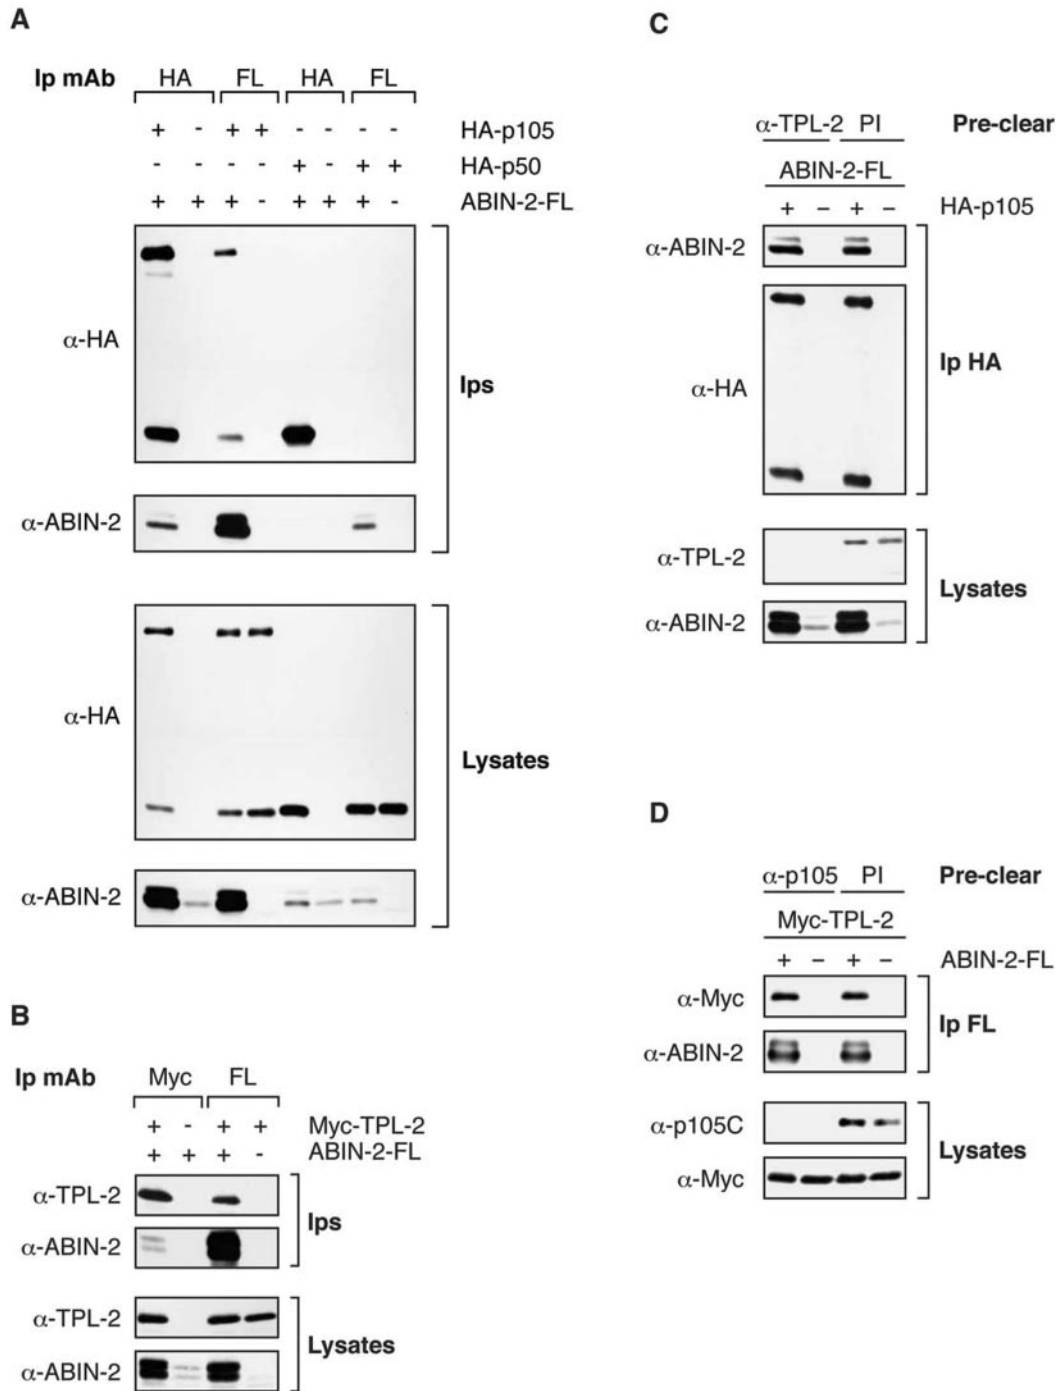 A
Ip mAb HA FL HA FL
+ - + + - - - - HA-p105
- - - - + - + + HA-p50
+ + + - + + + - ABIN-2-FL
α-HA
Ips
α-ABIN-2
α-HA
Lysates
α-ABIN-2
B
Ip mAb Myc FL
+ - + + Myc-TPL-2
+ + + - ABIN-2-FL
α-TPL-2
Ips
α-ABIN-2
α-TPL-2
Lysates
α-ABIN-2
C
α-TPL-2 PI Pre-clear
ABIN-2-FL
+ − + − HA-p105
α-ABIN-2
Ip HA
α-HA
α-TPL-2
Lysates
α-ABIN-2
D
α-p105 PI Pre-clear
Myc-TPL-2
+ − + − ABIN-2-FL
α-Myc
Ip FL
α-ABIN-2
α-p105C
Lysates
α-Myc